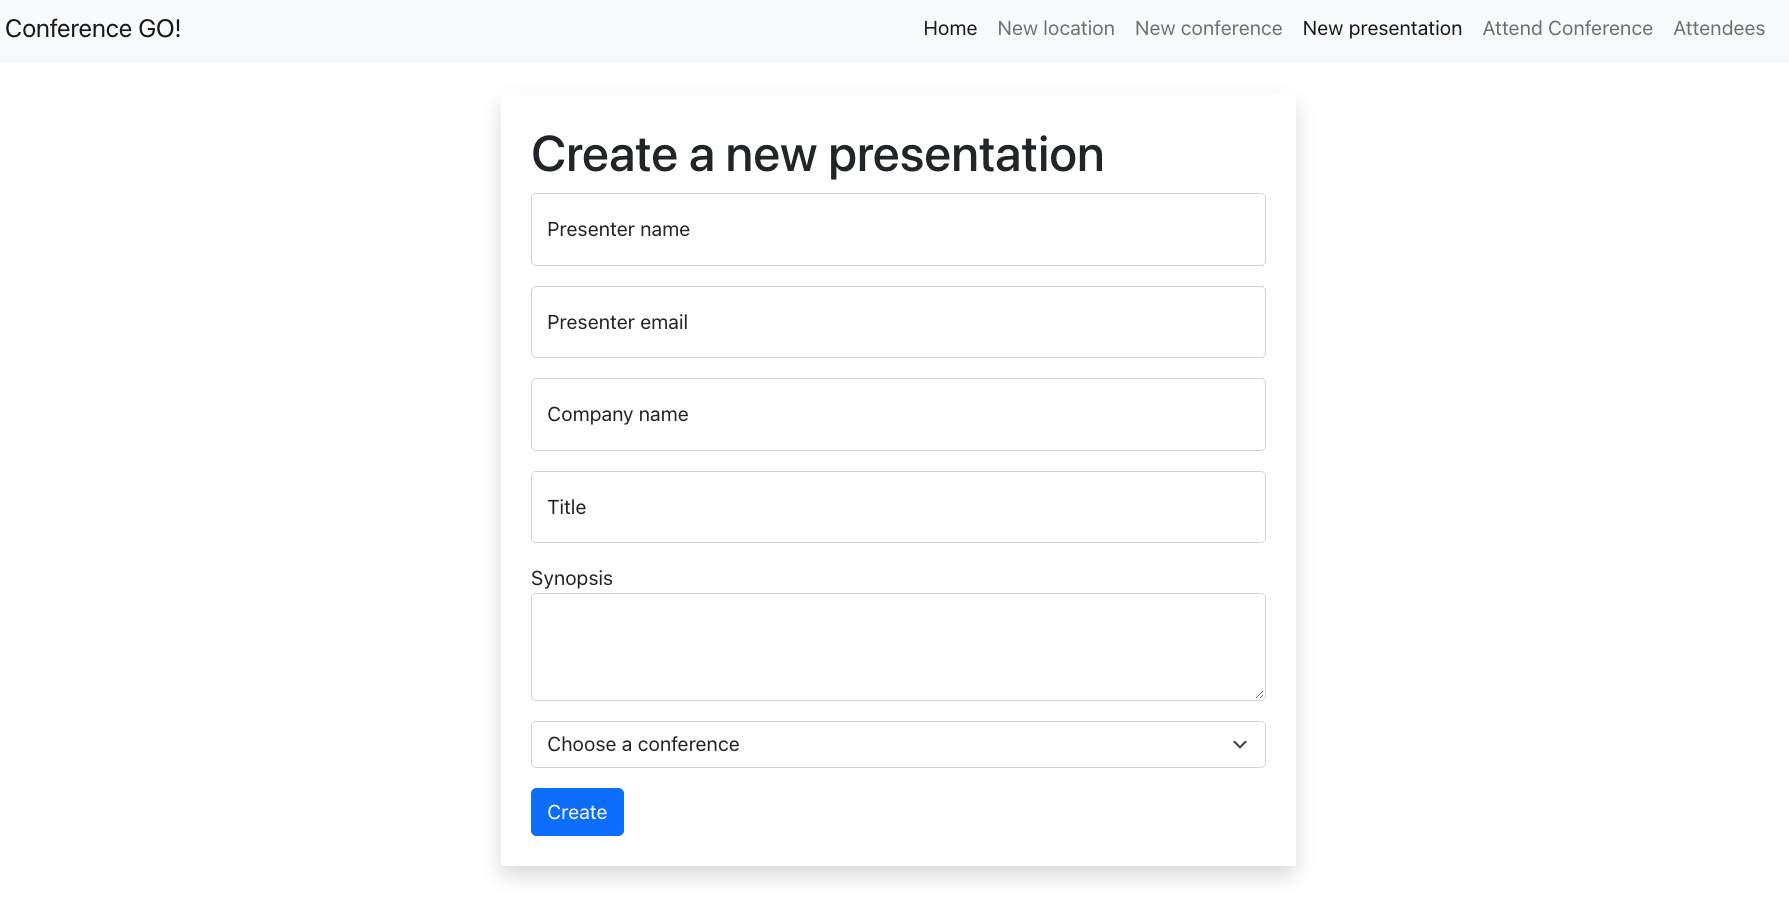 Conference GO!
Home New location New conference New presentation Attend Conference Attendees
Create a new presentation
Presenter name
Presenter email
Company name
Title
Synopsis
Choose a conference
Create